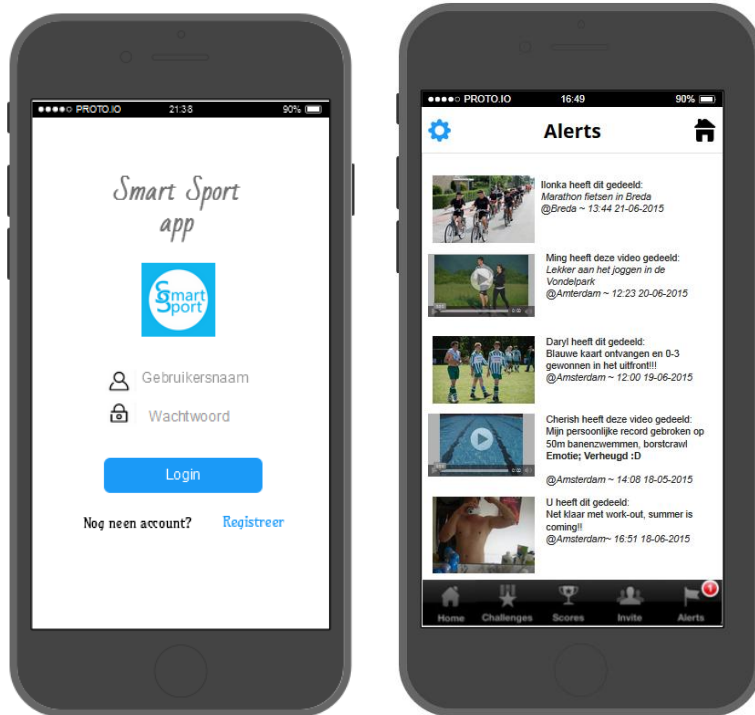 PROTO.IO 21:38 90%
Smart Sport
app
Smart
Sport
Gebruikersnaam
Wachtwoord
Login
Nog neen account? Registreer
PROTO.IO 16:49 90%
Alerts
Ilonka heeft dit gedeeld:
Marathon fietsen in Breda
@Breda ~ 13:44 21-06-2015
Ming heeft deze video gedeeld:
Lekker aan het joggen in de
Vondelpark
@Amterdam ~ 12:23 20-06-2015
Daryl heeft dit gedeeld:
Blauwe kaart ontvangen en 0-3
gewonnen in het uitfront!!!
@Amsterdam ~ 12:00 19-06-2015
Cherish heeft deze video gedeeld:
Mijn persoonlijke record gebroken op
50m banenzwemmen, borstcrawl
Emotie; Verheugd :D
@Amsterdam ~ 14:08 18-05-2015
U heeft dit gedeeld:
Net klaar met work-out, summer is
coming!!
@Amsterdam~ 16:51 18-06-2015
Home Challenges Scores Invite Alerts